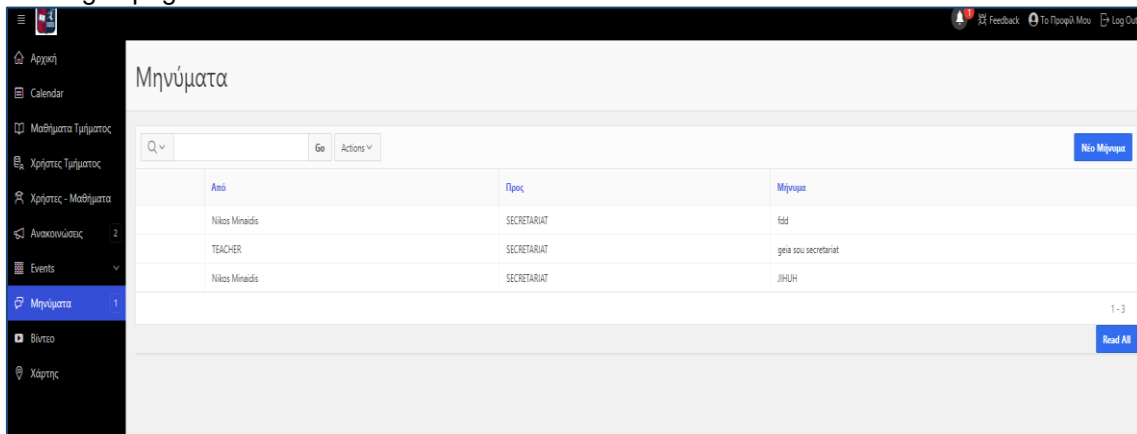 1 Feedback Το Προφίλ Μου Log Out
Αρχική
Calendar
Μαθήματα Τμήματος
Χρήστες Τμήματος
Χρήστες - Μαθήματα
Ανακοινώσεις 2
Events
Μηνύματα 1
Βίντεο
Χάρτης
Μηνύματα
Go Actions Νέο Μήνυμα
Από Προς Μήνυμα
Nikos Minaidis SECRETARIAT fdd
TEACHER SECRETARIAT geia sou secretariat
Nikos Minaidis SECRETARIAT JIHUH
1 - 3
Read All